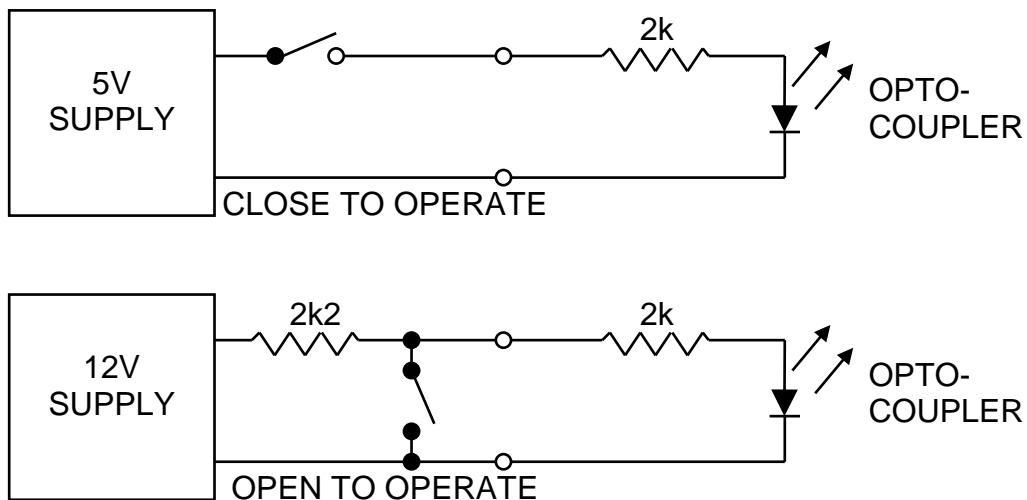 2k
5V
SUPPLY
OPTO-
COUPLER
CLOSE TO OPERATE
2k2
2k
12V
SUPPLY
OPTO-
COUPLER
OPEN TO OPERATE